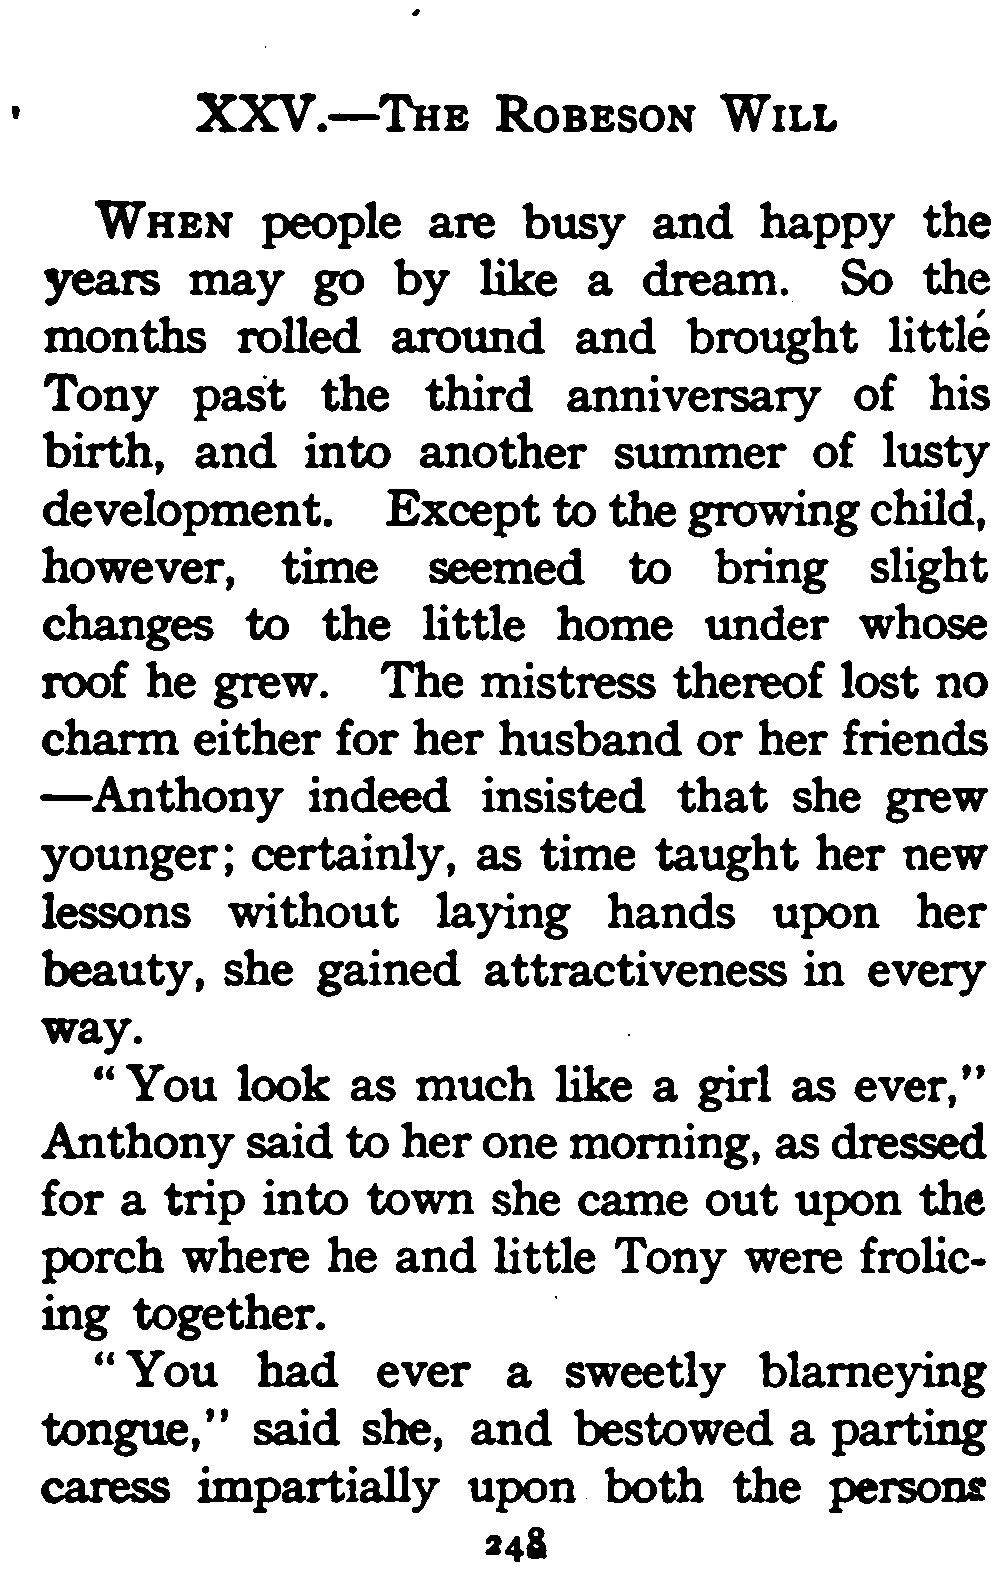 XXV.—The Robeson Will
When people are busy and happy the
years may go by like a dream. So the
months rolled around and brought little
Tony past the third anniversary of his
birth, and into another summer of lusty
development. Except to the growing child,
however, time seemed to bring slight
changes to the little home under whose
roof he grew. The mistress thereof lost no
charm either for her husband or her friends
—Anthony indeed insisted that she grew
younger; certainly, as time taught her new
lessons without laying hands upon her
beauty, she gained attractiveness in every
way.
“You look as much like a girl as ever,”
Anthony said to her one morning, as dressed
for a trip into town she came out upon the
porch where he and little Tony were frolic-
ing together.
“You had ever a sweetly blarneying
tongue,” said she, and bestowed a parting
caress impartially upon both the persons
248